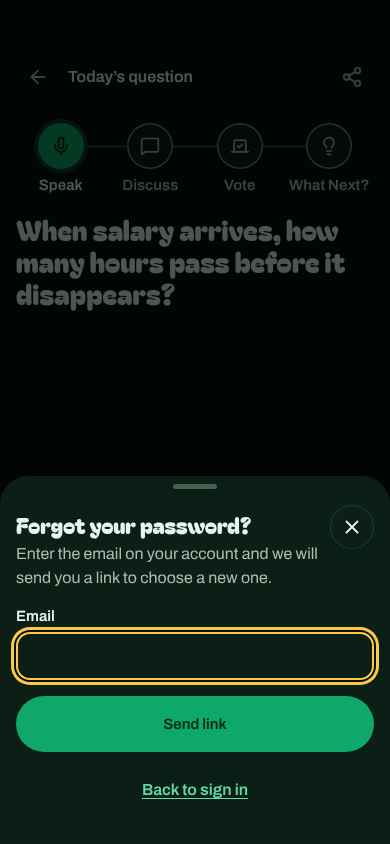 Today's question
Speak
Discuss
Vote
What Next?
When salary arrives, how
many hours pass before it
disappears?
Forgot your password?
Enter the email on your account and we will
send you a link to choose a new one.
Email
Send link
Back to sign in